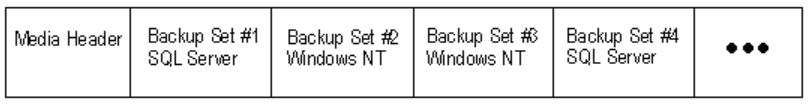 Media Header
Backup Set #1
SQL Server
Backup Set #2
Windows NT
Backup Set #3
Windows NT
Backup Set #4
SQL Server
•••